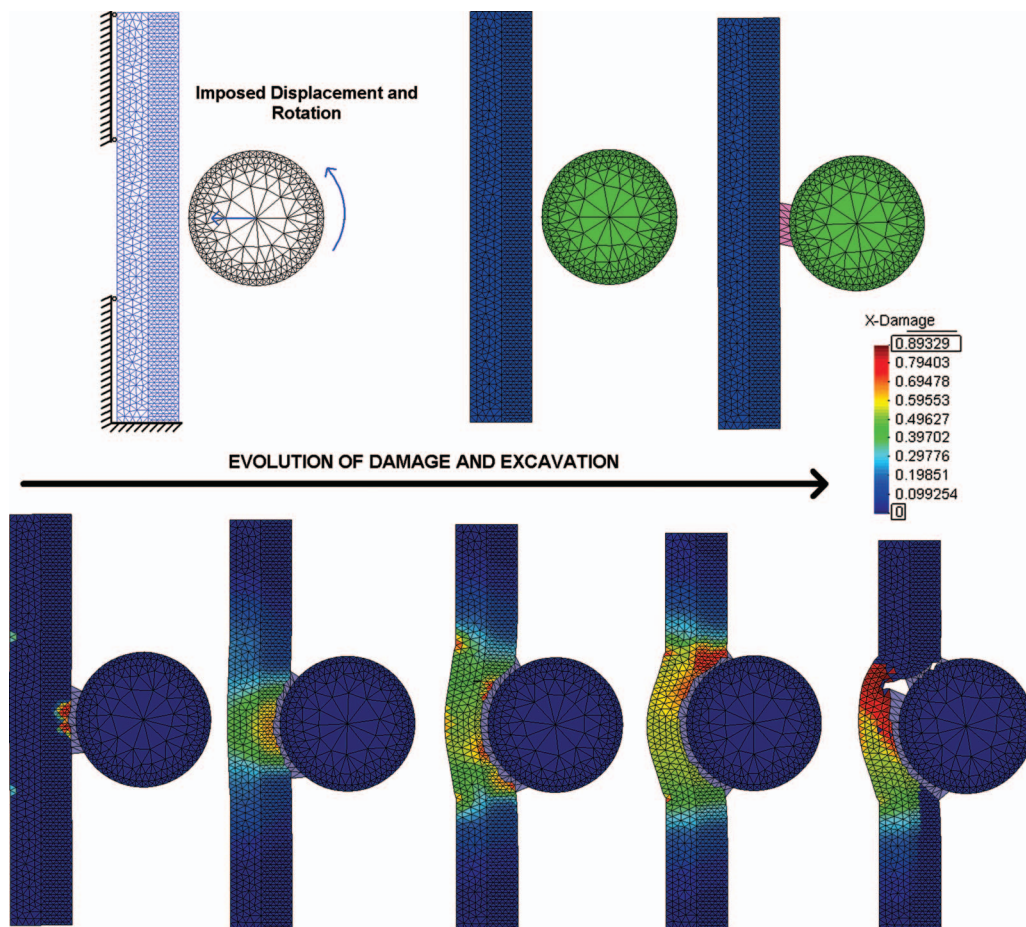 Imposed Displacement and
Rotation
X-Damage
0.89329
0.79403
0.69478
0.59553
0.49627
0.39702
0.29776
0.19851
0.099254
0
EVOLUTION OF DAMAGE AND EXCAVATION